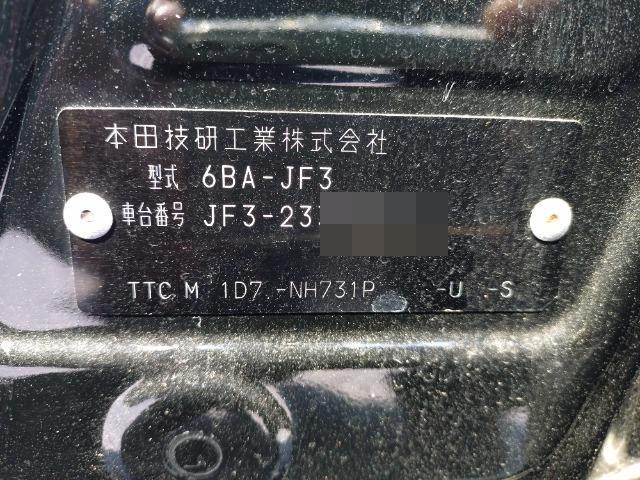 本田技研工業株式会社
型式 6BA-JF3
車台番号 JF3-23
TTC M 1D7 -NH731P -U -S